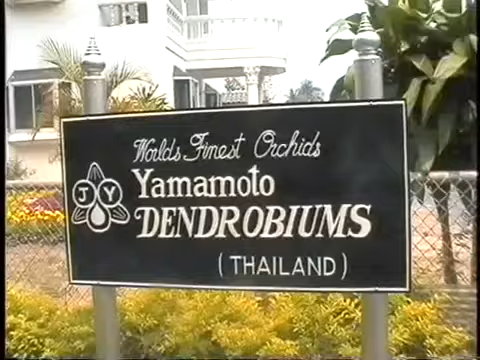 Worlds Finest Orchids
J Y
Yamamoto
DENDROBIUMS
(THAILAND)